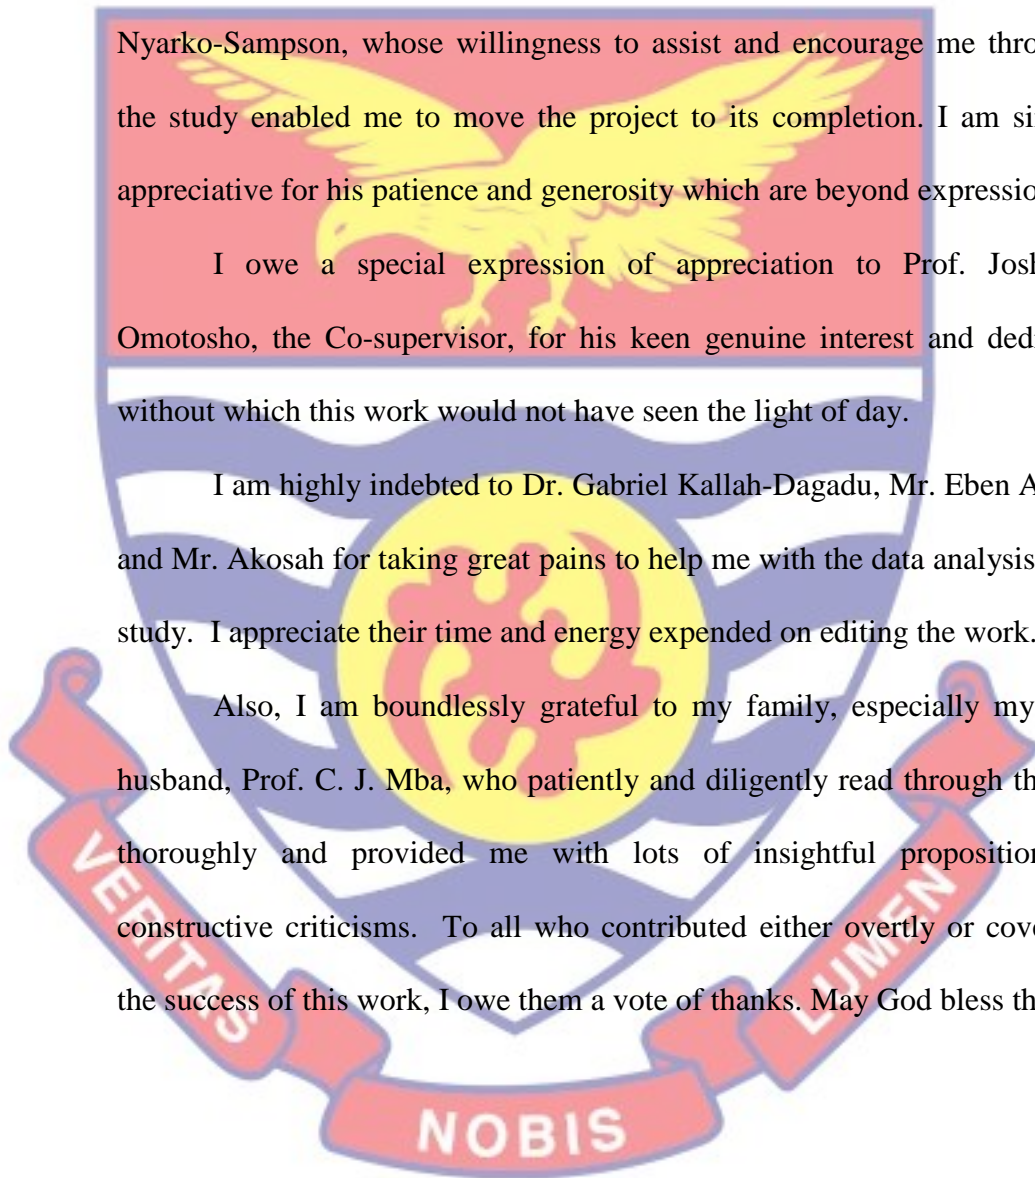 Nyarko-Sampson, whose willingness to assist and encourage me thro
the study enabled me to move the project to its completion. I am si
appreciative for his patience and generosity which are beyond expressio
I owe a special expression of appreciation to Prof. Josh
Omotosho, the Co-supervisor, for his keen genuine interest and ded
without which this work would not have seen the light of day.
I am highly indebted to Dr. Gabriel Kallah-Dagadu, Mr. Eben A
and Mr. Akosah for taking great pains to help me with the data analysis
study. I appreciate their time and energy expended on editing the work.
Also, I am boundlessly grateful to my family, especially my
husband, Prof. C. J. Mba, who patiently and diligently read through th
thoroughly and provided me with lots of insightful proposition
constructive criticisms. To all who contributed either overtly or cove
the success of this work, I owe them a vote of thanks. May God bless th
VERITAS
NOBIS
LUMEN